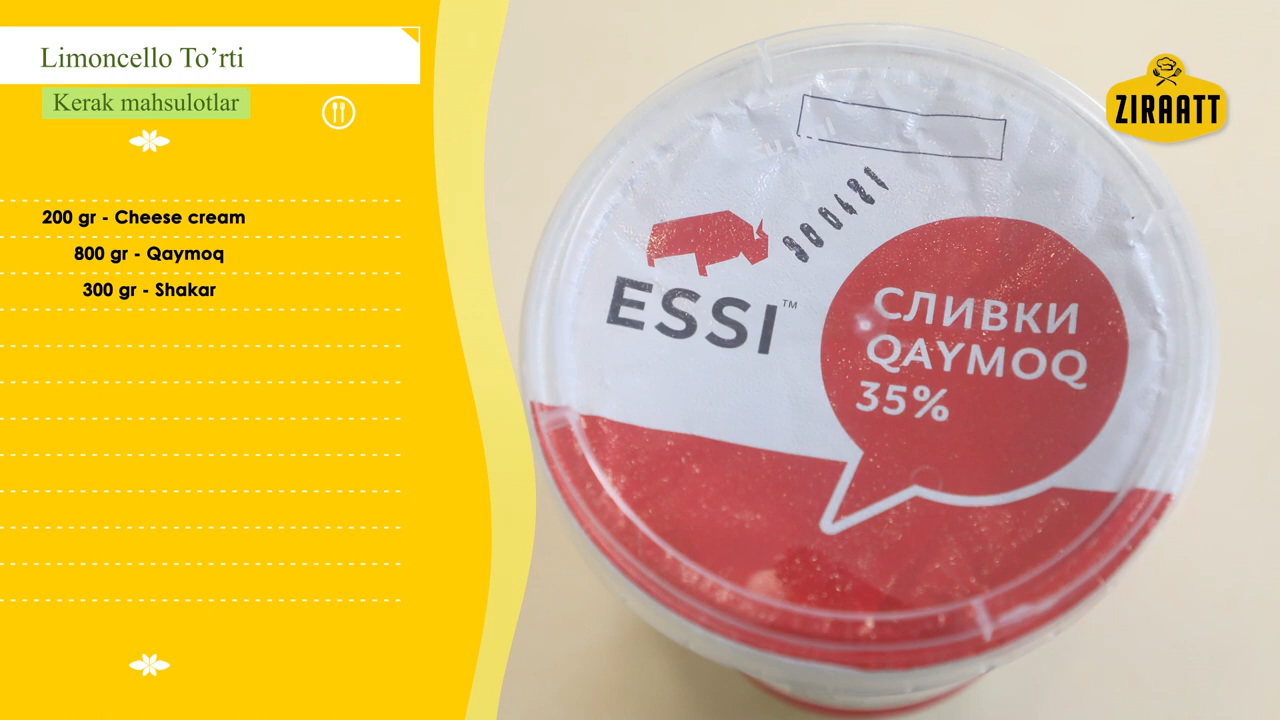 Limoncello To’rti
Kerak mahsulotlar
200 gr - Cheese cream
800 gr - Qaymoq
300 gr - Shakar
ZIRAATT
ESSI™
СЛИВКИ
QAYMOQ
35%